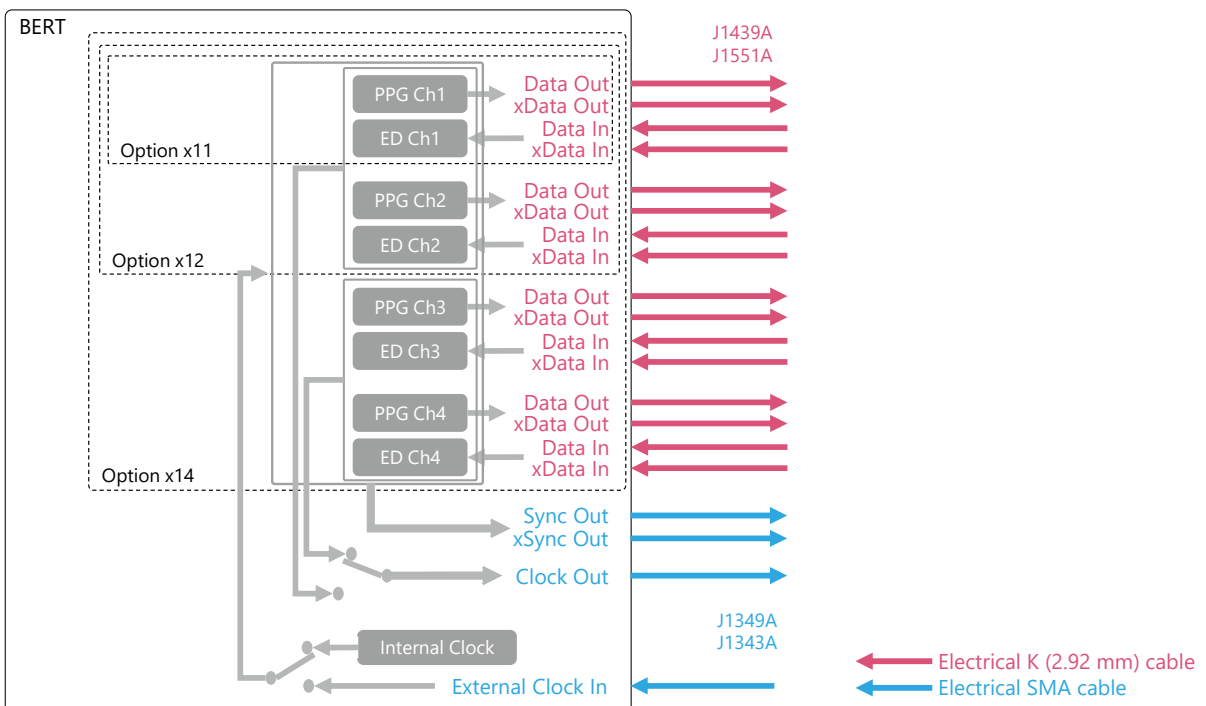 BERT
J1439A
J1551A
PPG Ch1
Data Out
xData Out
ED Ch1
Data In
xData In
Option x11
PPG Ch2
Data Out
xData Out
ED Ch2
Data In
xData In
Option x12
PPG Ch3
Data Out
xData Out
ED Ch3
Data In
xData In
PPG Ch4
Data Out
xData Out
ED Ch4
Data In
xData In
Option x14
Sync Out
xSync Out
Clock Out
J1349A
J1343A
Internal Clock
External Clock In
Electrical K (2.92 mm) cable
Electrical SMA cable